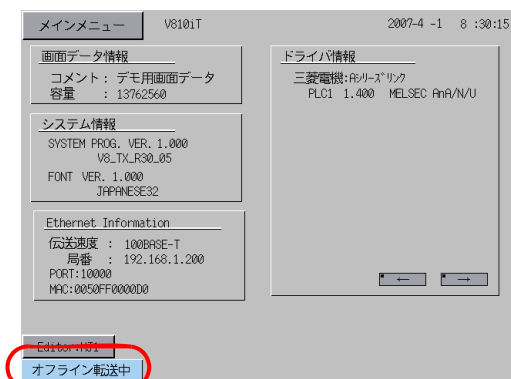 メインメニュー V810iT 2007-4 -1 8 :30:15
画面データ情報
コメント： デモ用画面データ
容量 : 13762560
システム情報
SYSTEM PROG. VER. 1.000
V8_TX_R30_05
FONT VER. 1.000
JAPANESE32
Ethernet Information
伝送速度 : 100BASE-T
局番 : 192.168.1.200
PORT:10000
MAC:0050FF0000D0
ドライバ情報
三菱電機:Aｼﾘｰｽﾞﾘﾝｸ
PLC1 1.400 MELSEC AnA/N/U
← →
Editor:MJ1
オフライン転送中